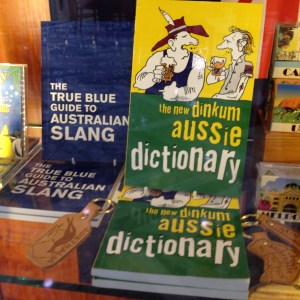 THE
TRUE BLUE
GUIDE TO
AUSTRALIAN
SLANG
the new dinkum
aussie
dictionary
THE
TRUE BLUE
GUIDE TO
AUSTRALIAN
SLANG
the new dinkum
aussie
dictionary